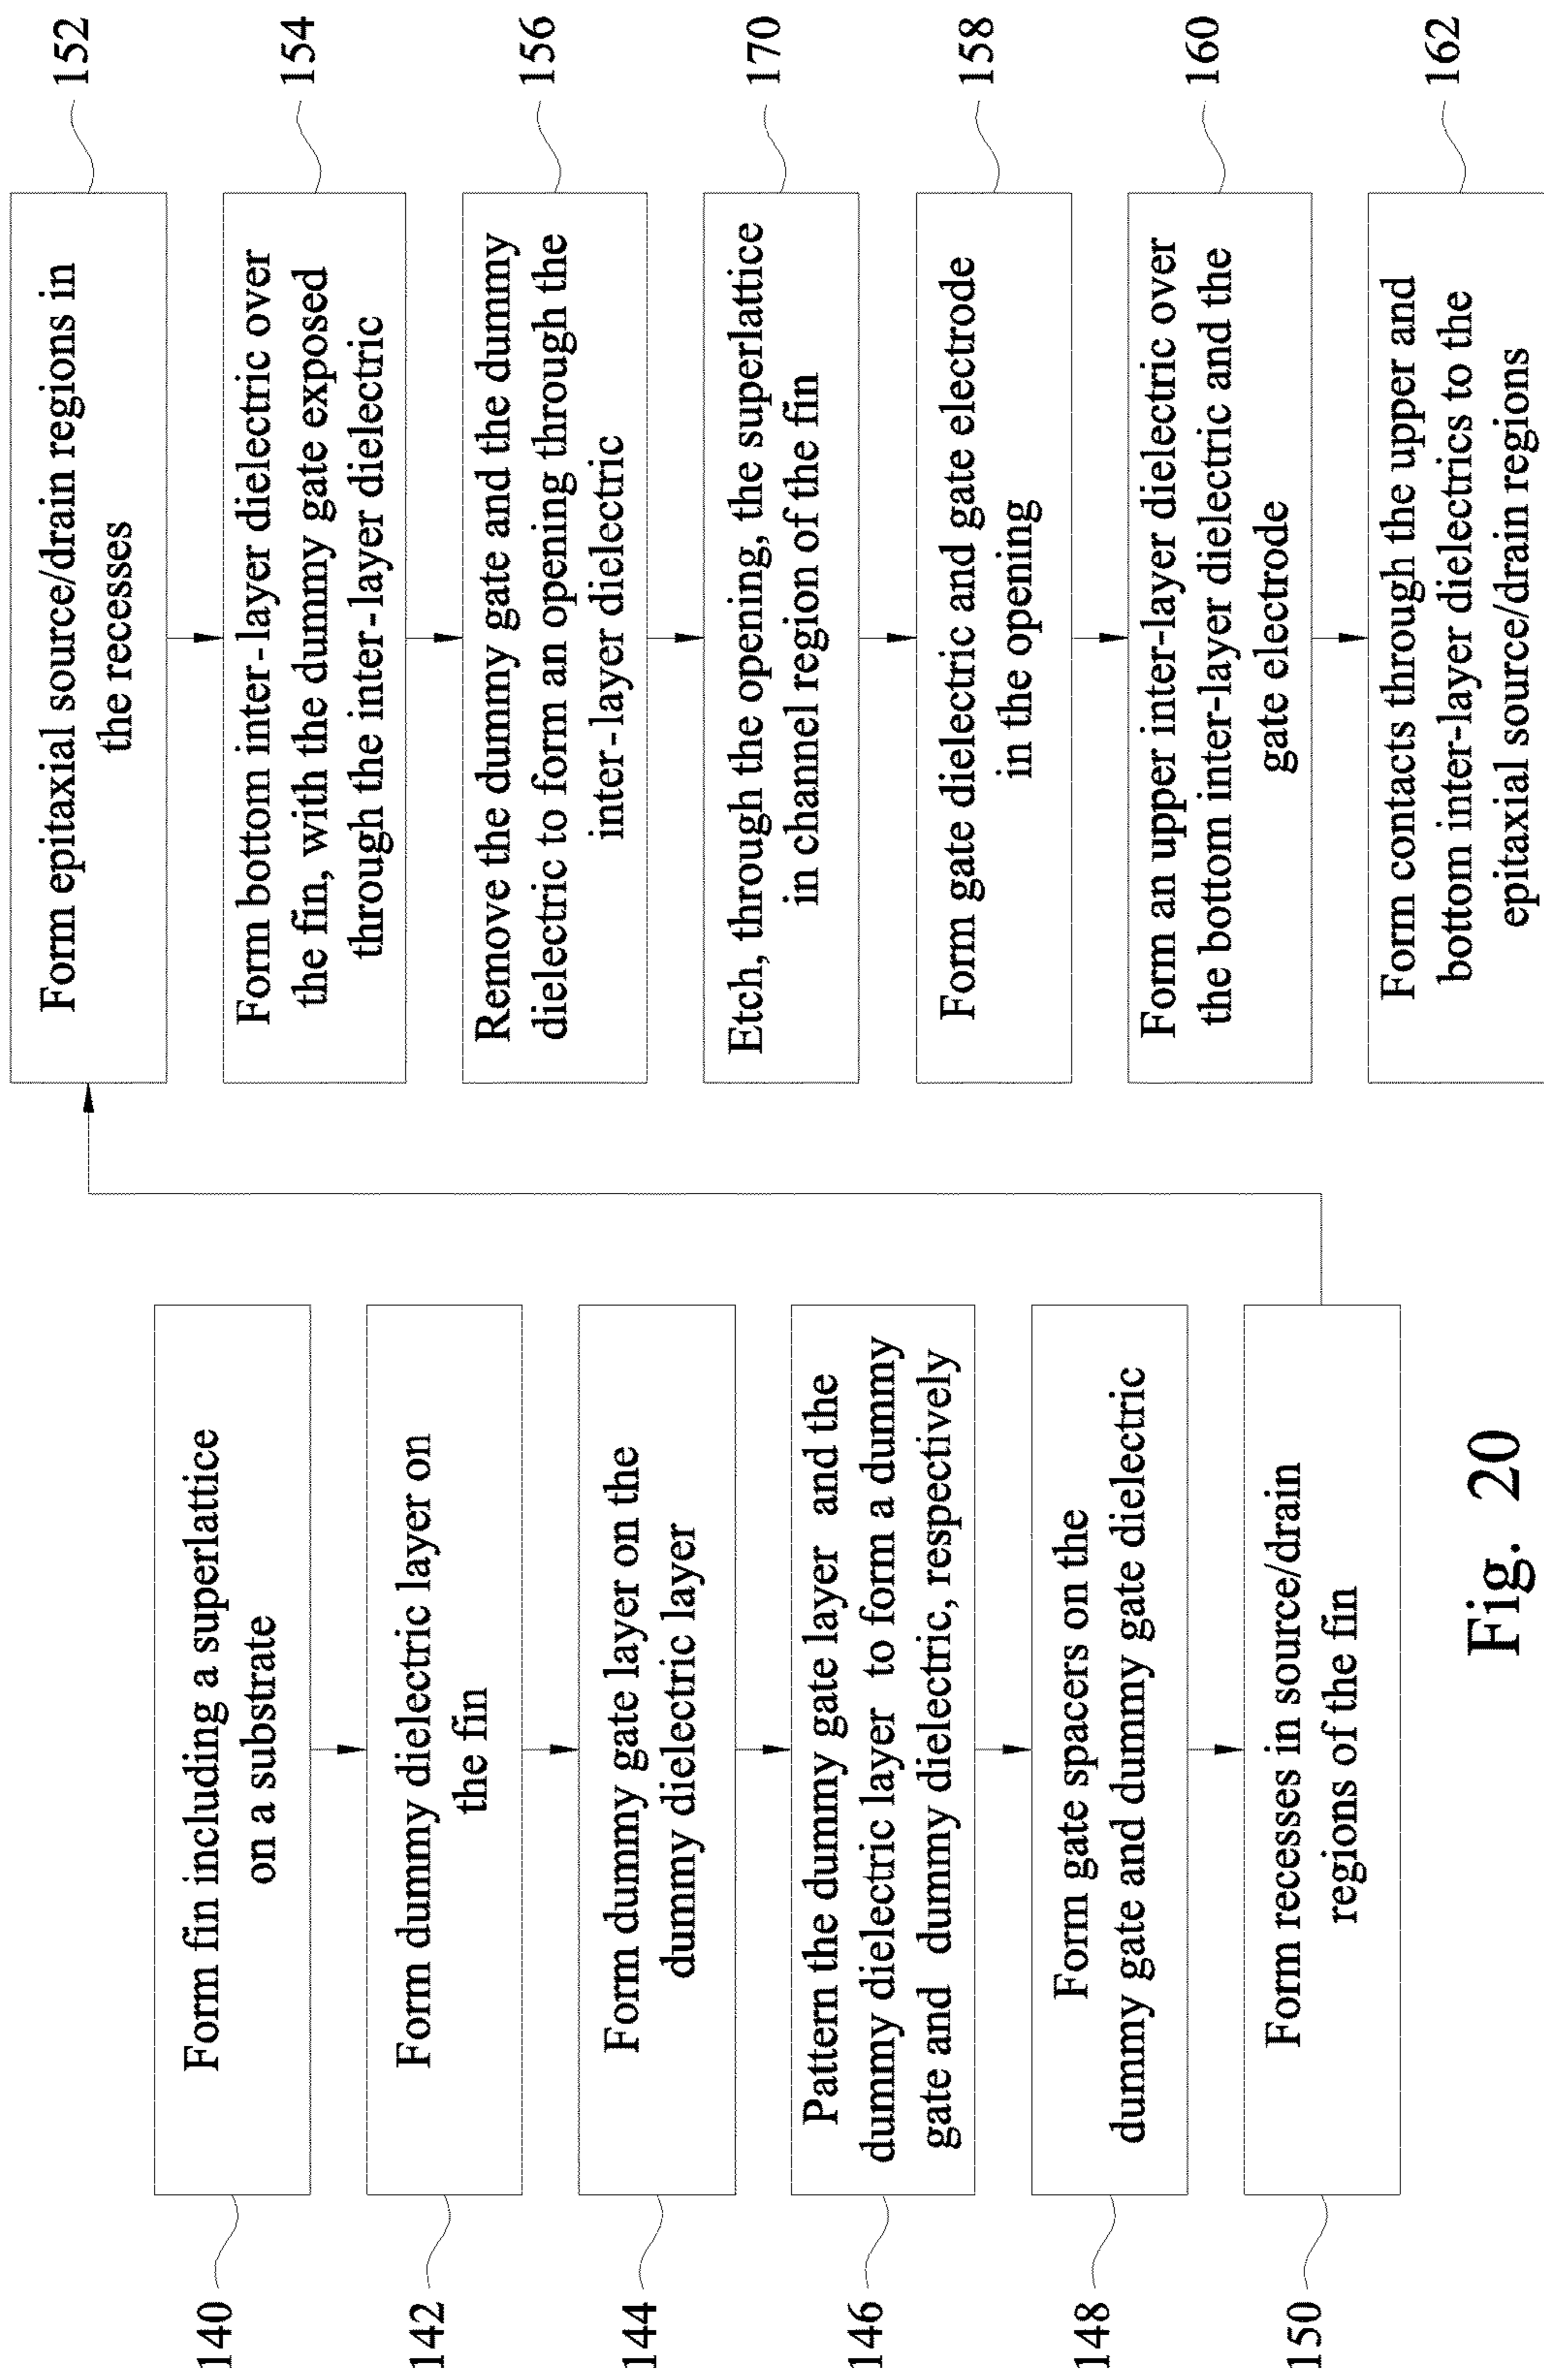 140
Form fin including a superlattice
on a substrate
142
Form dummy dielectric layer on
the fin
144
Form dummy gate layer on the
dummy dielectric layer
146
Pattern the dummy gate layer and the
dummy dielectric layer to form a dummy
gate and dummy dielectric, respectively
148
Form gate spacers on the
dummy gate and dummy gate dielectric
150
Form recesses in source/drain
regions of the fin
Form epitaxial source/drain regions in
the recesses
152
Form bottom inter-layer dielectric over
the fin, with the dummy gate exposed
through the inter-layer dielectric
154
Remove the dummy gate and the dummy
dielectric to form an opening through the
inter-layer dielectric
156
Etch, through the opening, the superlattice
in channel region of the fin
170
Form gate dielectric and gate electrode
in the opening
158
Form an upper inter-layer dielectric over
the bottom inter-layer dielectric and the
gate electrode
160
Form contacts through the upper and
bottom inter-layer dielectrics to the
epitaxial source/drain regions
162
Fig. 20